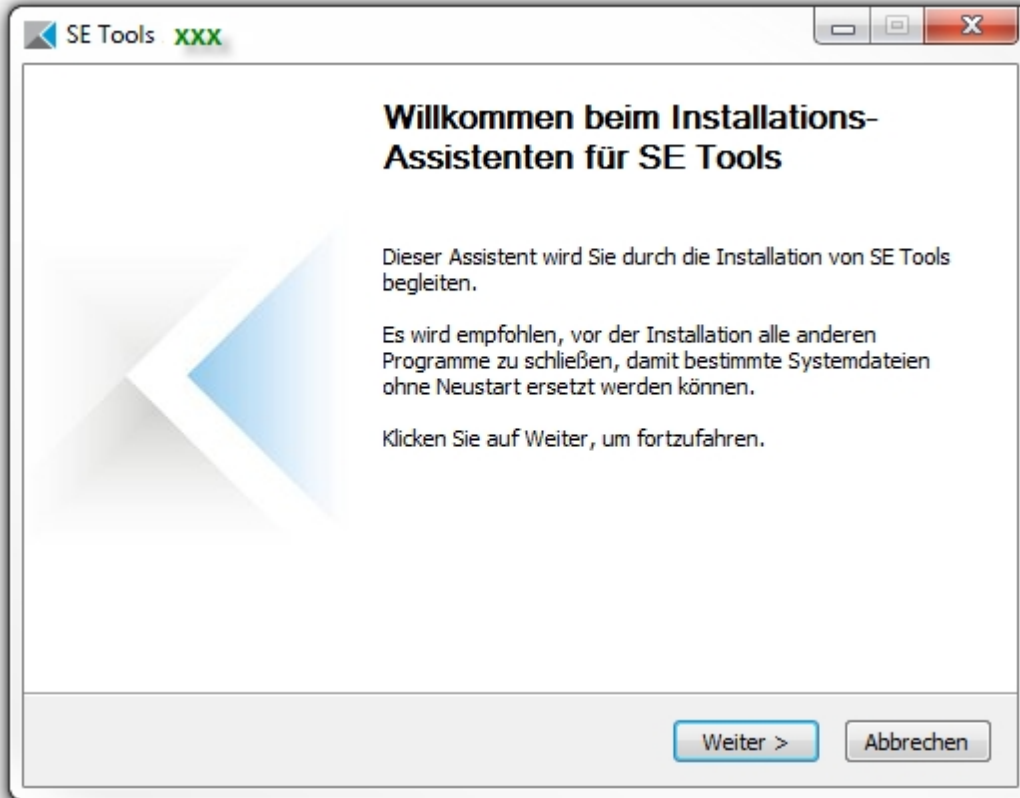 SE Tools xxx
Willkommen beim Installations-
Assistenten für SE Tools
Dieser Assistent wird Sie durch die Installation von SE Tools
begleiten.
Es wird empfohlen, vor der Installation alle anderen
Programme zu schließen, damit bestimmte Systemdateien
ohne Neustart ersetzt werden können.
Klicken Sie auf Weiter, um fortzufahren.
Weiter > Abbrechen